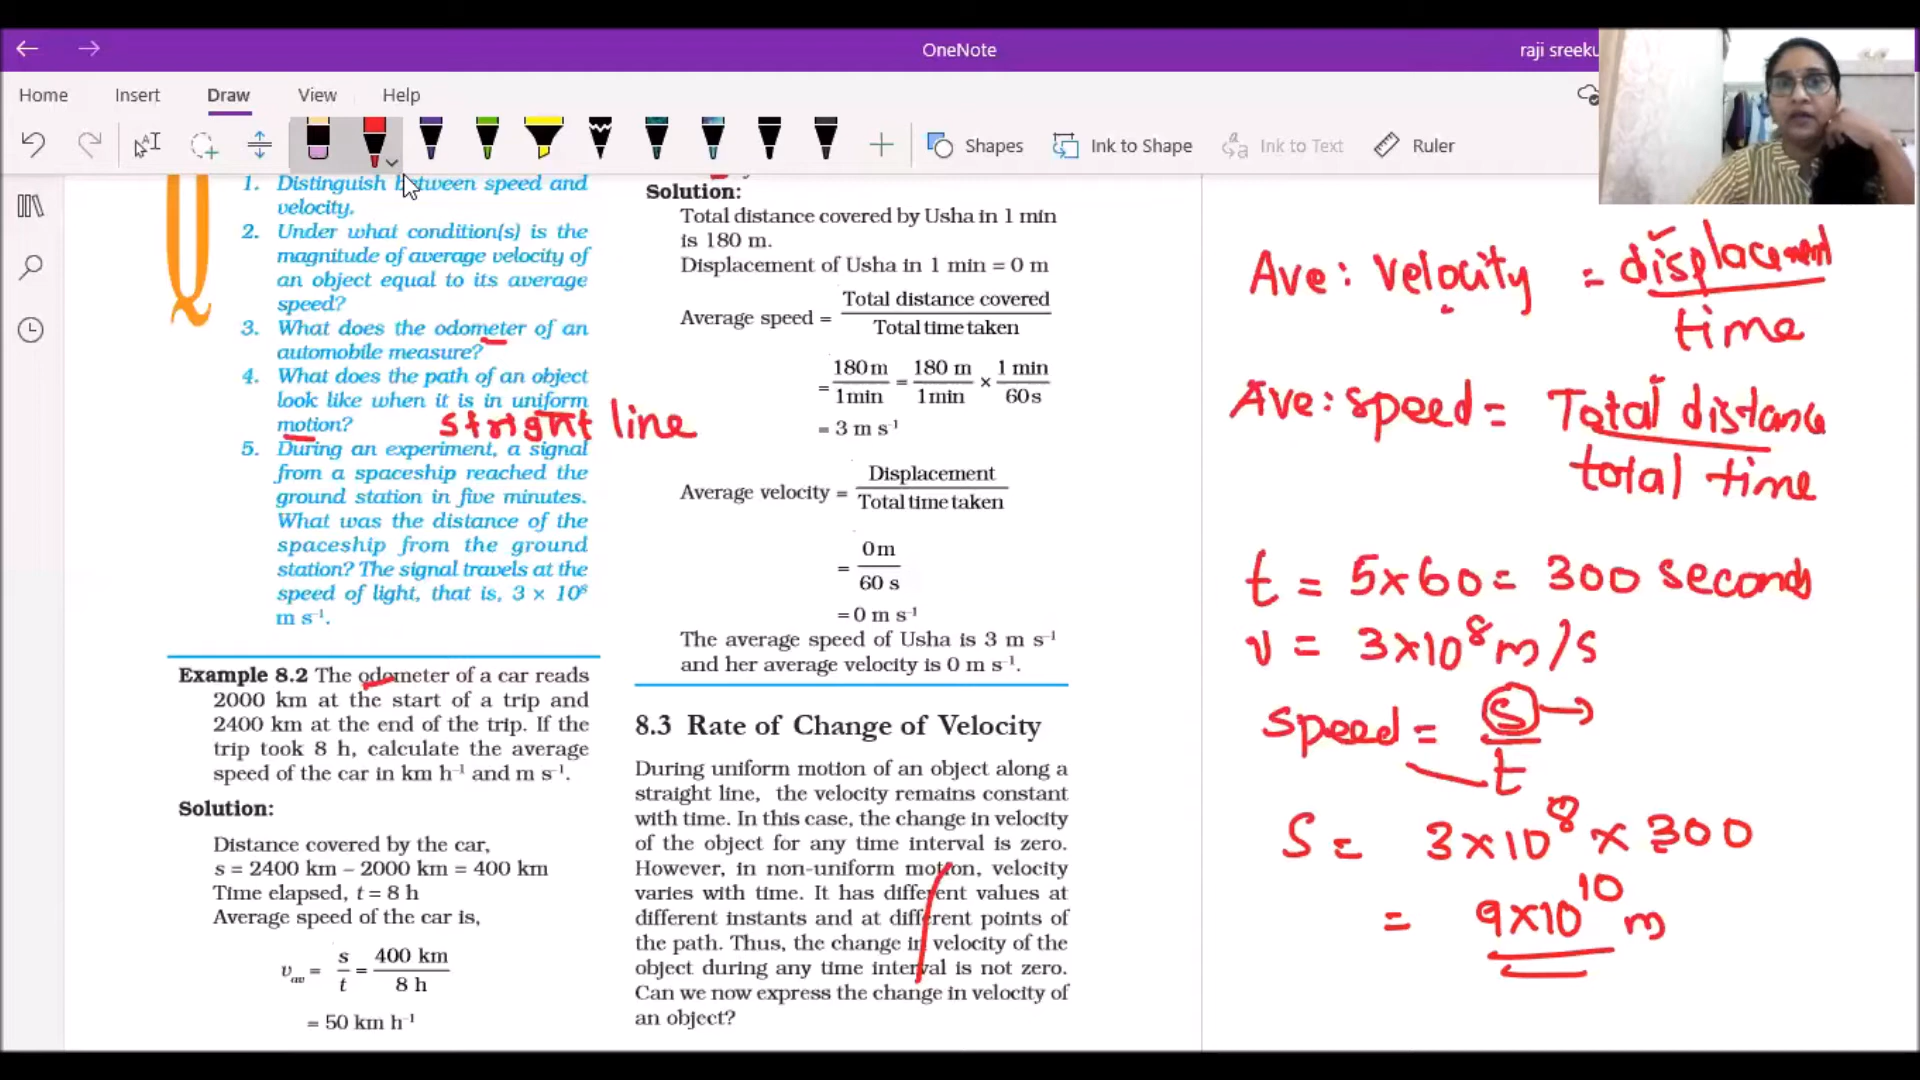 OneNote
raji sreeku
Home Insert Draw View Help
Shapes Ink to Shape Ink to Text Ruler
Q
1. Distinguish between speed and
velocity.
2. Under what condition(s) is the
magnitude of average velocity of
an object equal to its average
speed?
3. What does the odometer of an
automobile measure?
4. What does the path of an object
look like when it is in uniform
motion?
stright line
5. During an experiment, a signal
from a spaceship reached the
ground station in five minutes.
What was the distance of the
spaceship from the ground
station? The signal travels at the
speed of light, that is, 3 × 10⁸
m s⁻¹.
Example 8.2 The odometer of a car reads
2000 km at the start of a trip and
2400 km at the end of the trip. If the
trip took 8 h, calculate the average
speed of the car in km h⁻¹ and m s⁻¹.
Solution:
Distance covered by the car,
s = 2400 km – 2000 km = 400 km
Time elapsed, t = 8 h
Average speed of the car is,
v_av = s/t = 400 km / 8 h
= 50 km h⁻¹
Solution:
Total distance covered by Usha in 1 min
is 180 m.
Displacement of Usha in 1 min = 0 m
Average speed = Total distance covered / Total time taken
= 180 m / 1 min = 180 m / 1 min × 1 min / 60 s
= 3 m s⁻¹
Average velocity = Displacement / Total time taken
= 0 m / 60 s
= 0 m s⁻¹
The average speed of Usha is 3 m s⁻¹
and her average velocity is 0 m s⁻¹.
8.3 Rate of Change of Velocity
During uniform motion of an object along a
straight line, the velocity remains constant
with time. In this case, the change in velocity
of the object for any time interval is zero.
However, in non-uniform motion, velocity
varies with time. It has different values at
different instants and at different points of
the path. Thus, the change in velocity of the
object during any time interval is not zero.
Can we now express the change in velocity of
an object?
Ave: velocity = displacement / time
Ave: speed = Total distance / total time
t = 5×60 = 300 seconds
v = 3×10⁸ m/s
speed = s / t
S = 3×10⁸ × 300
= 9×10¹⁰ m